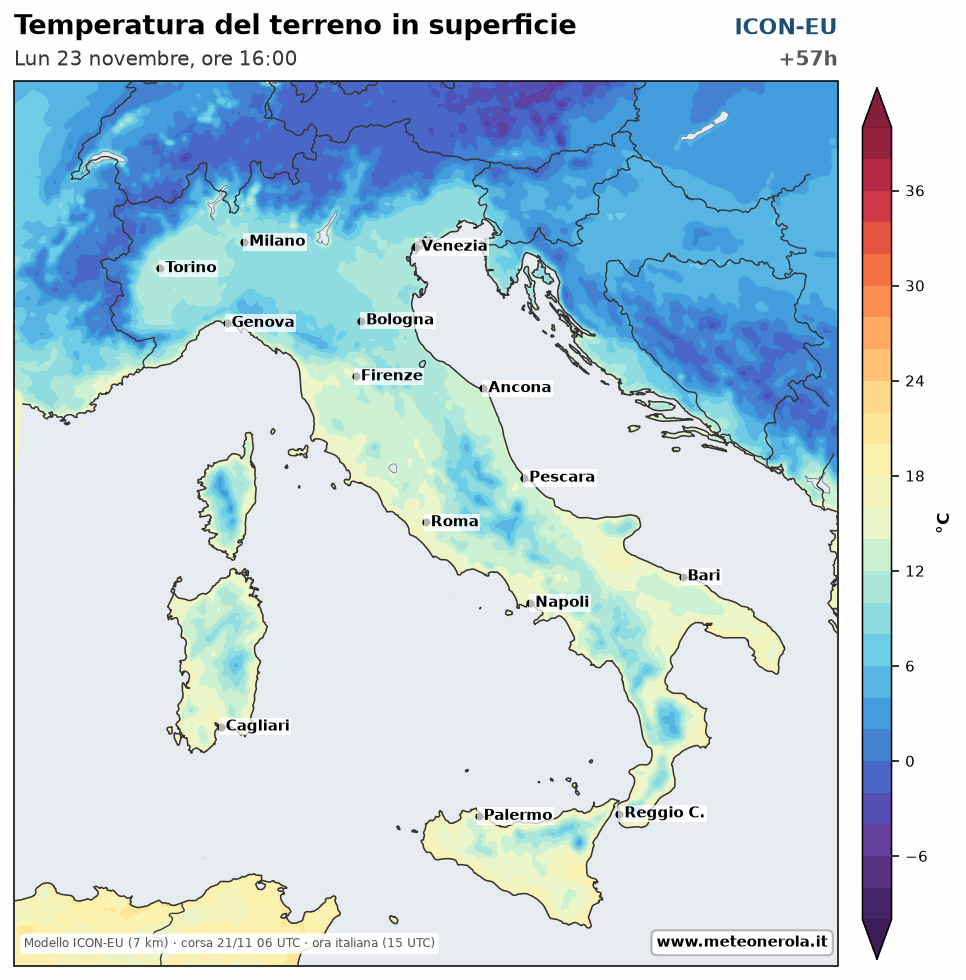 Temperatura del terreno in superficie
ICON-EU
Lun 23 novembre, ore 16:00
+57h
Milano
Venezia
Torino
Genova
Bologna
Firenze
Ancona
Pescara
Roma
Bari
Napoli
Cagliari
Palermo
Reggio C.
36
30
24
18
12
6
0
−6
°C
Modello ICON-EU (7 km) · corsa 21/11 06 UTC · ora italiana (15 UTC)
www.meteonerola.it